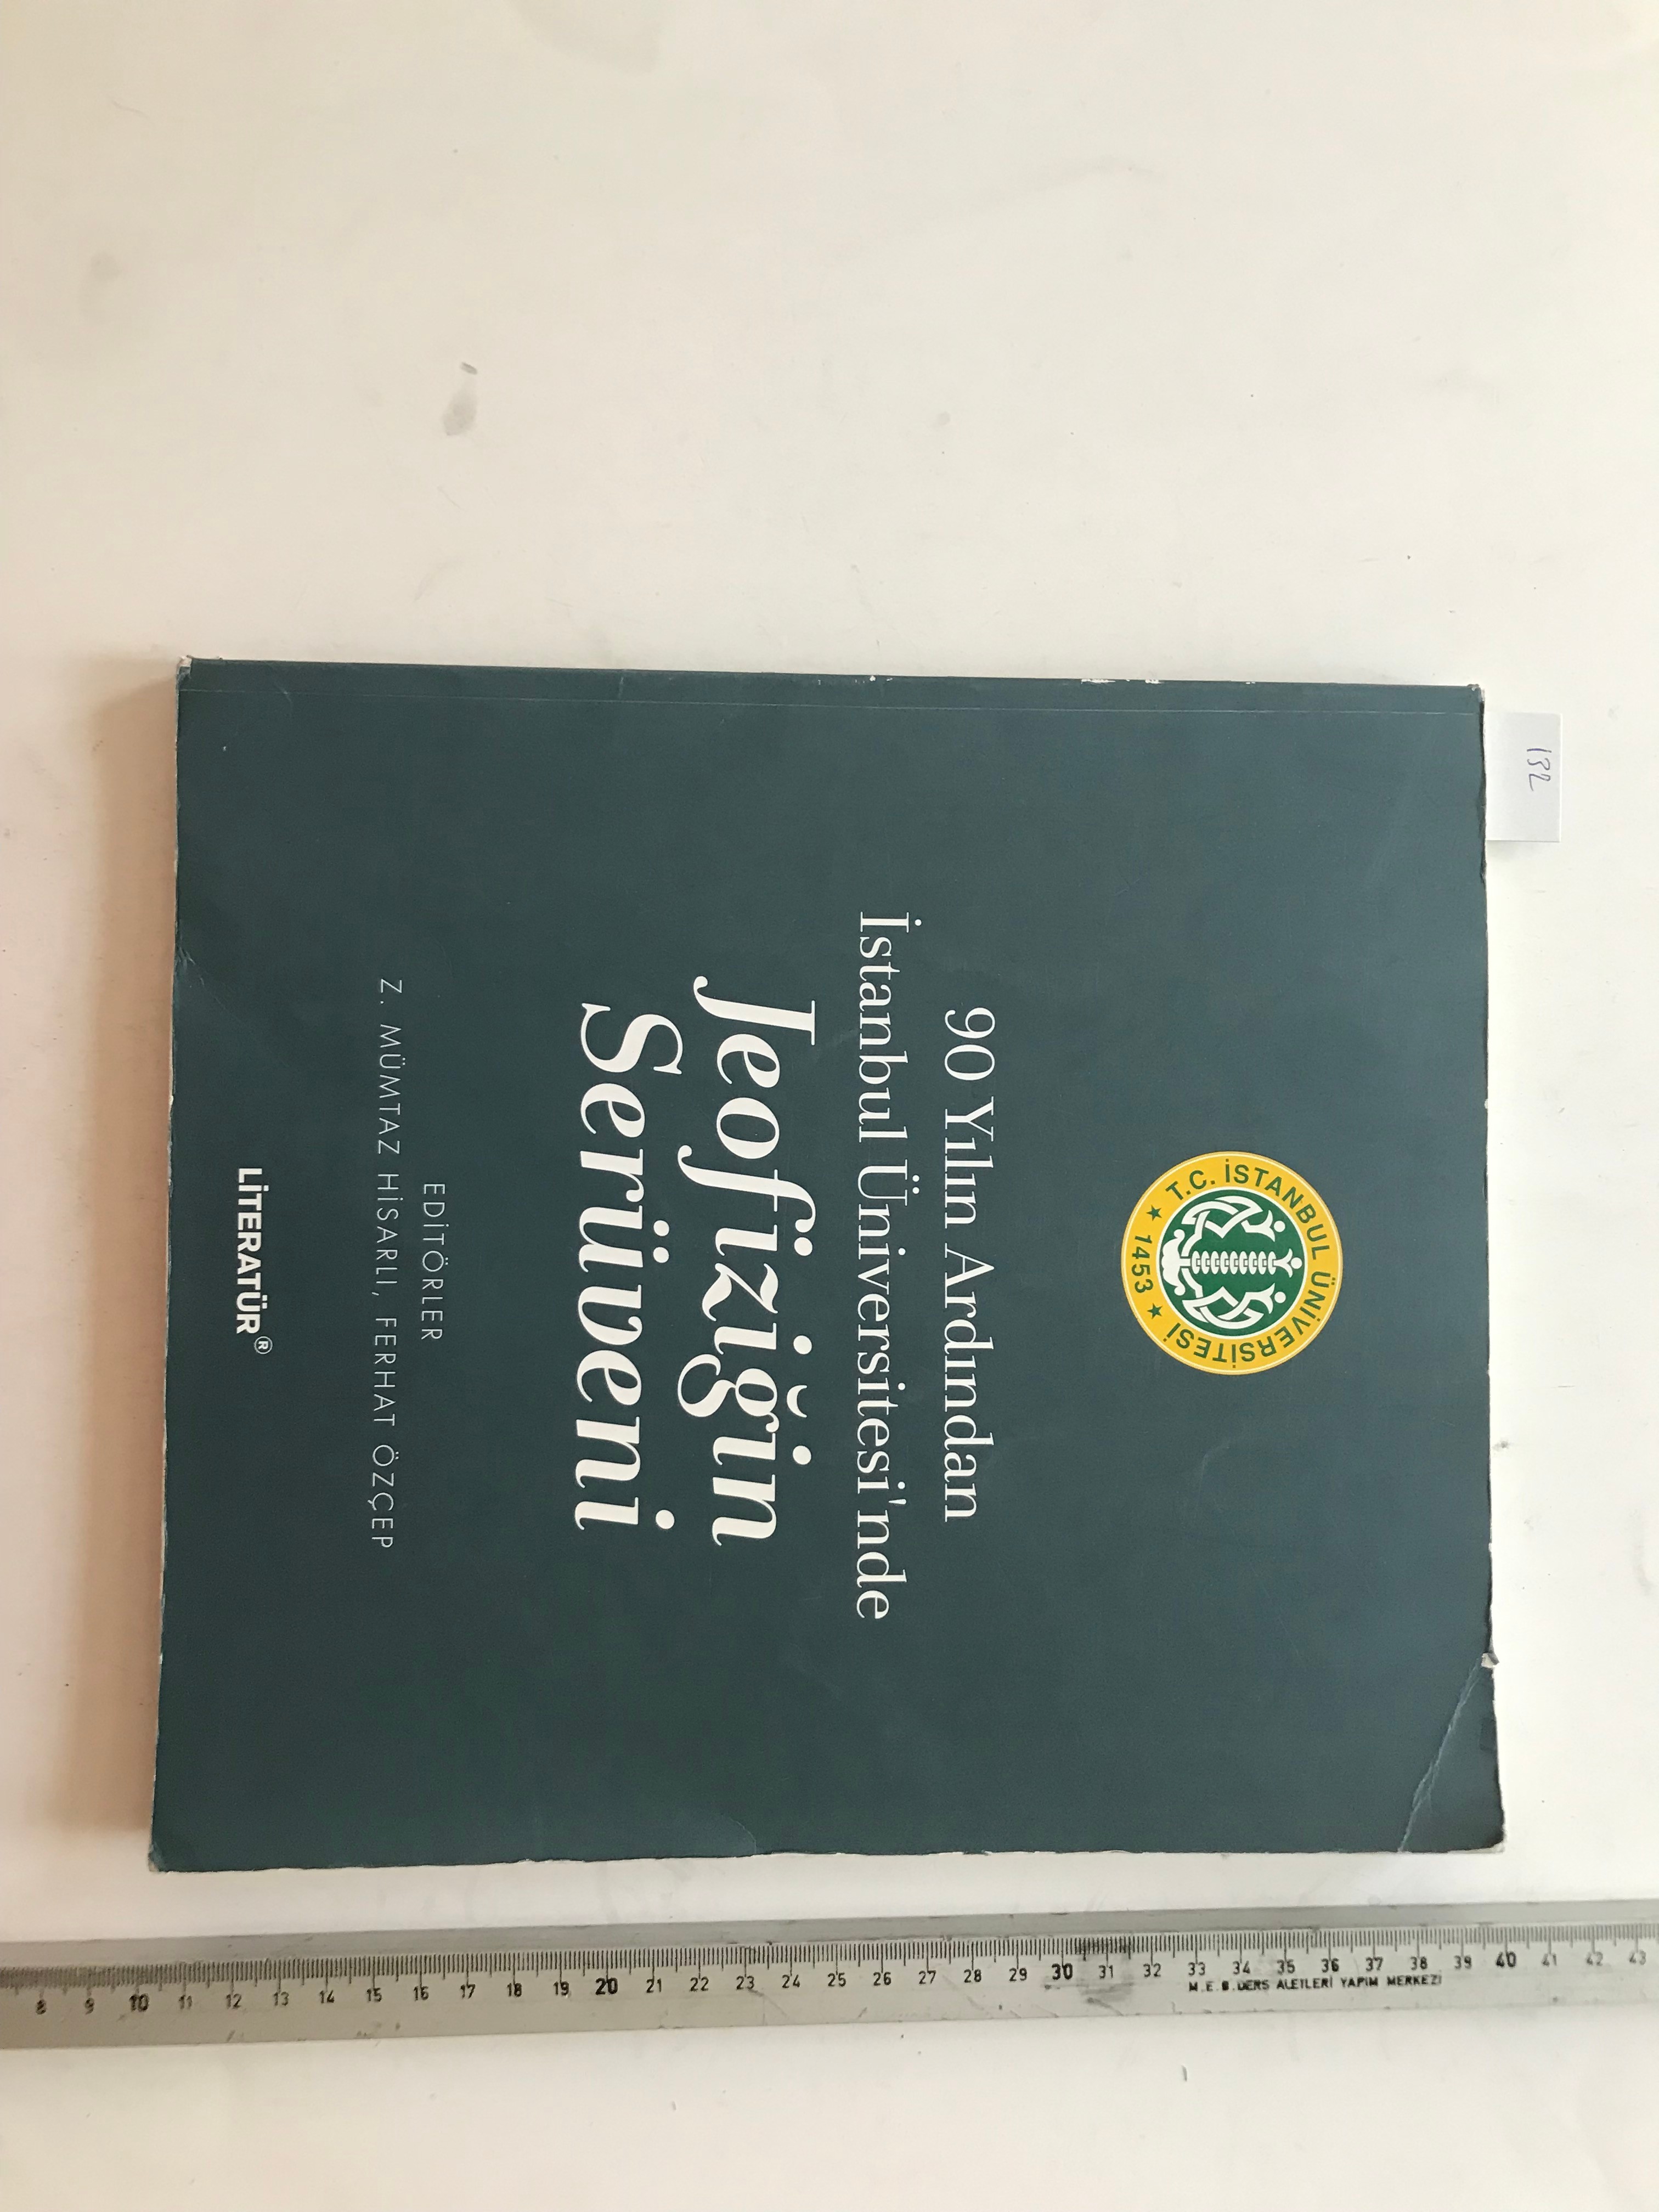 132
T.C. İSTANBUL ÜNİVERSİTESİ
★ 1453 ★
90 Yılın Ardından
İstanbul Üniversitesi'nde
Jeofiziğin
Serüveni
EDİTÖRLER
Z. MÜMTAZ HİSARLI, FERHAT ÖZÇEP
LİTERATÜR®
8 9 10 11 12 13 14 15 16 17 18 19 20 21 22 23 24 25 26 27 28 29 30 31 32 33 34 35 36 37 38 39 40 41 42 43
M.E.B. DERS ALETLERİ YAPIM MERKEZİ